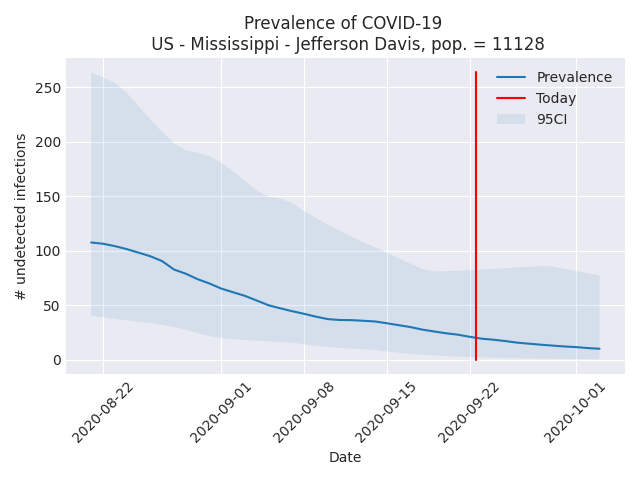 Prevalence of COVID-19
US - Mississippi - Jefferson Davis, pop. = 11128
Prevalence
Today
95CI
# undetected infections
250
200
150
100
50
0
2020-08-22
2020-09-01
2020-09-08
2020-09-15
2020-09-22
2020-10-01
Date